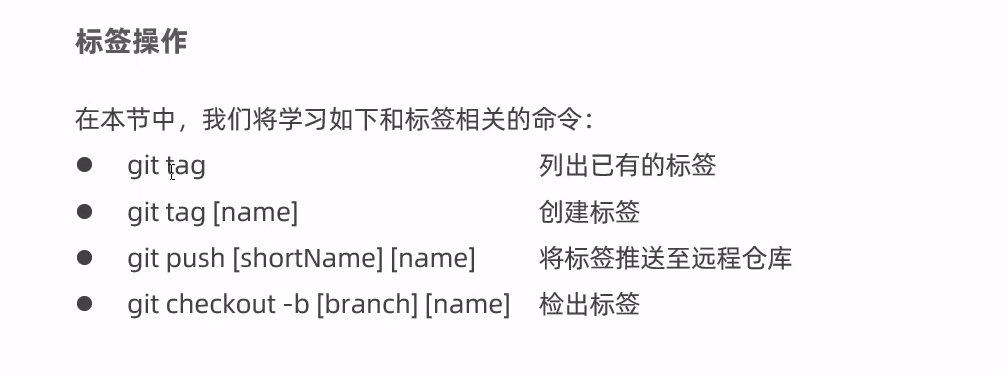 标签操作
在本节中，我们将学习如下和标签相关的命令：
● git tag 列出已有的标签
● git tag [name] 创建标签
● git push [shortName] [name] 将标签推送至远程仓库
● git checkout -b [branch] [name] 检出标签